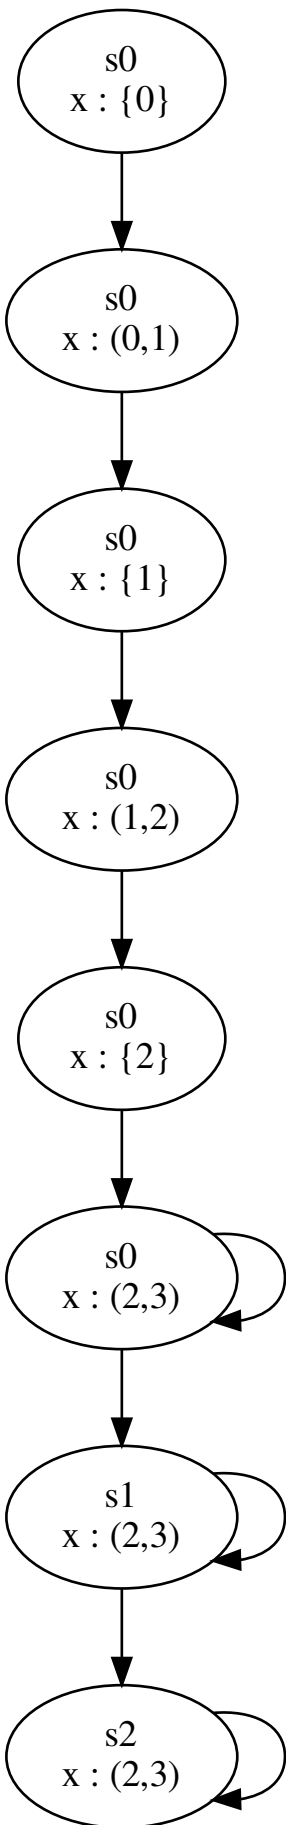 s0
x : {0}
s0
x : (0,1)
s0
x : {1}
s0
x : (1,2)
s0
x : {2}
s0
x : (2,3)
s1
x : (2,3)
s2
x : (2,3)